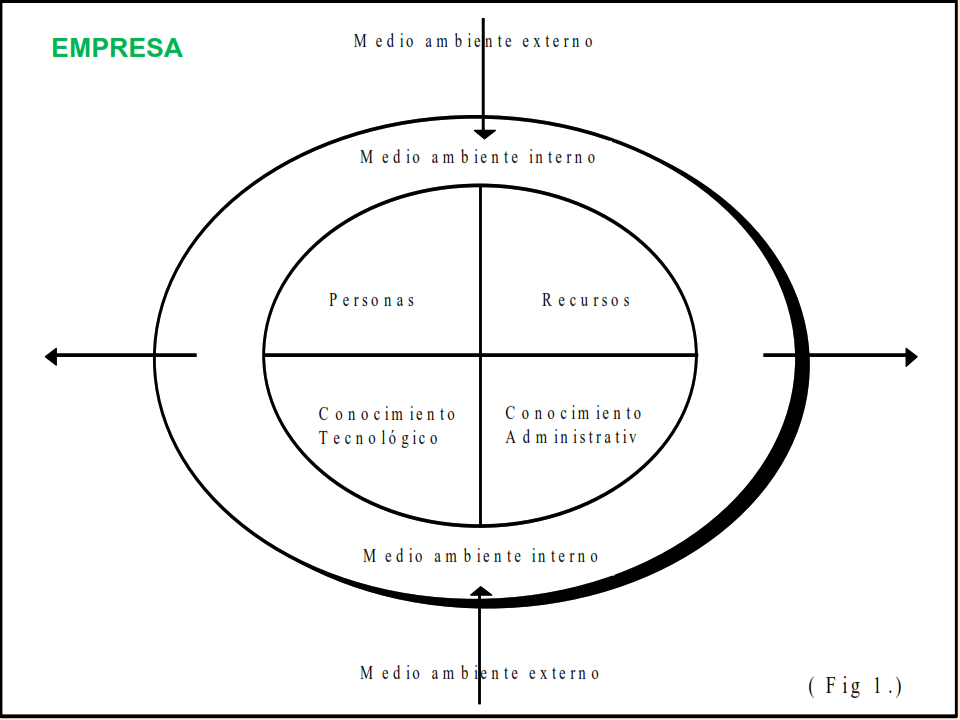 EMPRESA
Medio ambiente externo
Medio ambiente interno
Personas
Recursos
Conocimiento
Tecnológico
Conocimiento
Administrativ
Medio ambiente interno
Medio ambiente externo
( Fig 1.)